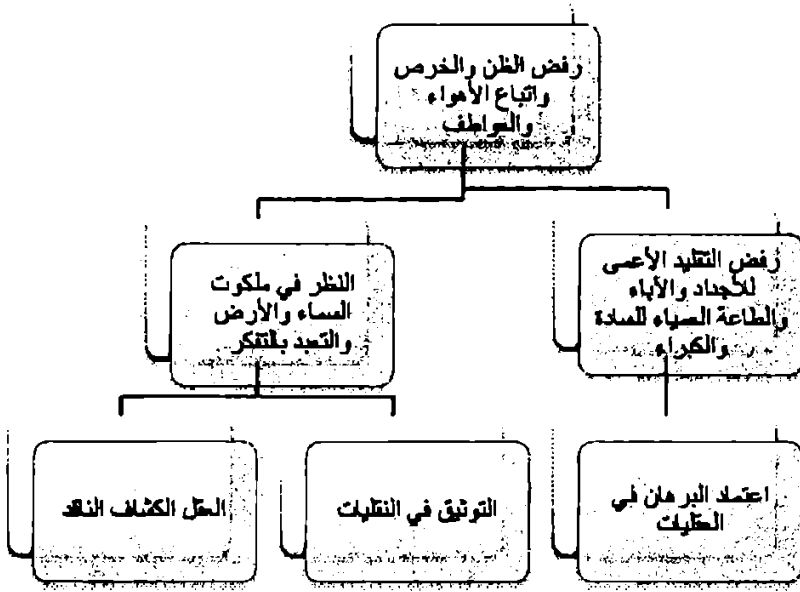 رفض الظن والخرص
واتباع الأهواء
والعواطف
رفض التقليد الأعمى
للأجداد والآباء
والطاعة العمياء للسادة
والكبراء
النظر في ملكوت
السماء والأرض
والتعبد بالتفكر
اعتماد البرهان في
العقليات
التوثيق في النقليات
العقل الكشاف الناقد